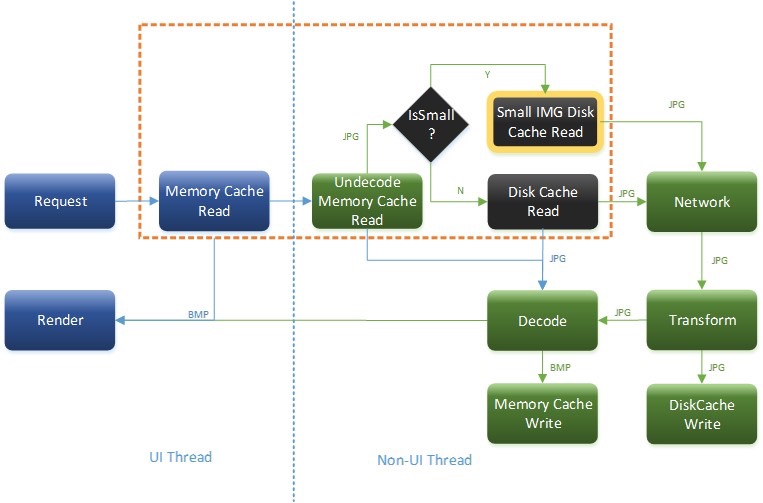 Y
IsSmall
?
Small IMG Disk
Cache Read
JPG
JPG
Request
Memory Cache
Read
Undecode
Memory Cache
Read
N
Disk Cache
Read
JPG
Network
JPG
JPG
Render
BMP
Decode
JPG
Transform
BMP
JPG
Memory Cache
Write
DiskCache
Write
UI Thread
Non-UI Thread